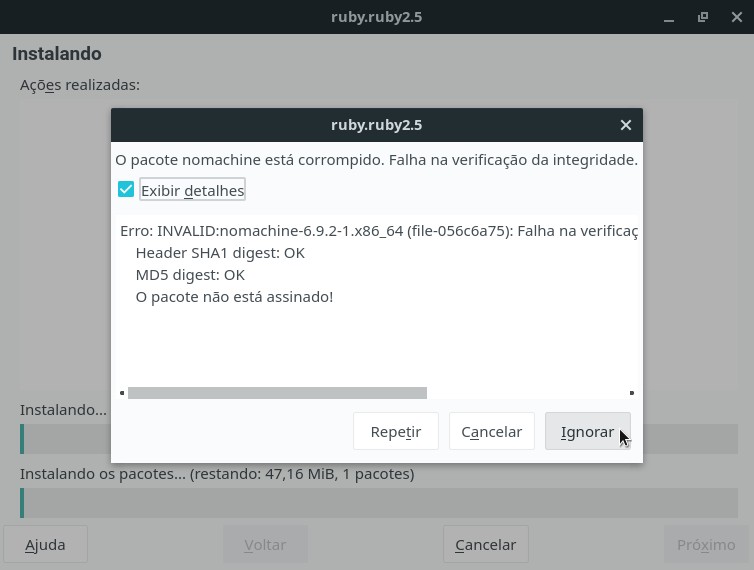 ruby.ruby2.5
Instalando
Ações realizadas:
ruby.ruby2.5
O pacote nomachine está corrompido. Falha na verificação da integridade.
Exibir detalhes
Erro: INVALID:nomachine-6.9.2-1.x86_64 (file-056c6a75): Falha na verificaç
Header SHA1 digest: OK
MD5 digest: OK
O pacote não está assinado!
Repetir Cancelar Ignorar
Instalando...
Instalando os pacotes... (restando: 47,16 MiB, 1 pacotes)
Ajuda Voltar Cancelar Próximo